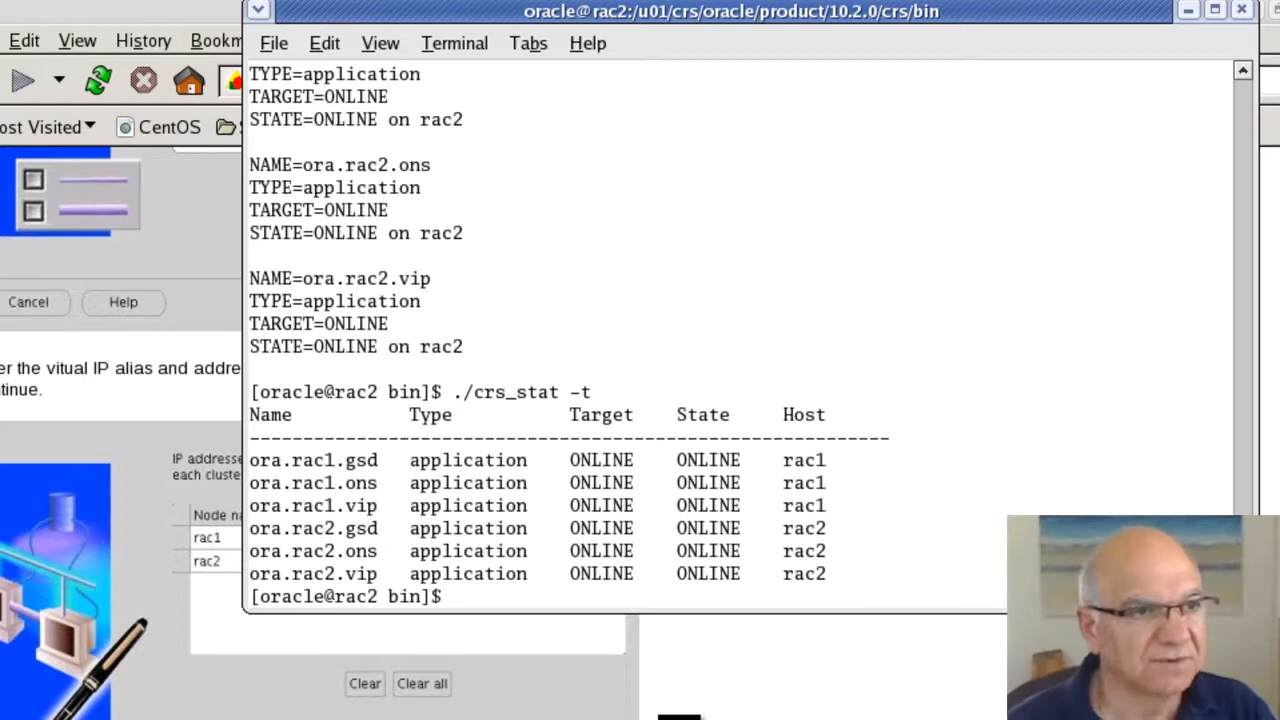 oracle@rac2:/u01/crs/oracle/product/10.2.0/crs/bin
Edit View History Bookm
File Edit View Terminal Tabs Help
ost Visited CentOS
TYPE=application
TARGET=ONLINE
STATE=ONLINE on rac2
NAME=ora.rac2.ons
TYPE=application
TARGET=ONLINE
STATE=ONLINE on rac2
NAME=ora.rac2.vip
TYPE=application
TARGET=ONLINE
STATE=ONLINE on rac2
[oracle@rac2 bin]$ ./crs_stat -t
Name Type Target State Host
------------------------------------------------------------
ora.rac1.gsd application ONLINE ONLINE rac1
ora.rac1.ons application ONLINE ONLINE rac1
ora.rac1.vip application ONLINE ONLINE rac1
ora.rac2.gsd application ONLINE ONLINE rac2
ora.rac2.ons application ONLINE ONLINE rac2
ora.rac2.vip application ONLINE ONLINE rac2
[oracle@rac2 bin]$
Cancel Help
er the vitual IP alias and addre
tinue.
IP addresse
each cluste
Node na
rac1
rac2
Clear Clear all